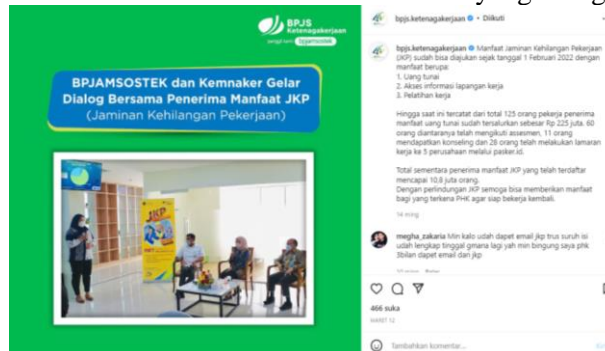 BPJS
Ketenagakerjaan
bpjamsostek
BPJAMSOSTEK dan Kemnaker Gelar
Dialog Bersama Penerima Manfaat JKP
(Jaminan Kehilangan Pekerjaan)
JKP
bpjs.ketenagakerjaan • Diikuti
bpjs.ketenagakerjaan Manfaat Jaminan Kehilangan Pekerjaan
(JKP) sudah bisa diajukan sejak tanggal 1 Februari 2022 dengan
manfaat berupa:
1. Uang tunai
2. Akses informasi lapangan kerja
3. Pelatihan kerja
Hingga saat ini tercatat dari total 125 orang pekerja penerima
manfaat uang tunai sudah tersalurkan sebesar Rp 225 juta. 60
orang diantaranya telah mengikuti assesmen, 11 orang
mendapatkan konseling dan 28 orang telah melakukan lamaran
kerja ke 5 perusahaan melalui pasker.id.
Total sementara penerima manfaat JKP yang telah terdaftar
mencapai 10,8 juta orang.
Dengan perlindungan JKP semoga bisa memberikan manfaat
bagi yang terkena PHK agar siap bekerja kembali.
14 ming
megha_zakaria Min kalo udah dapet email jkp trus suruh isi
udah lengkap tinggal gmana lagi yah min bingung saya phk
3bilan dapet email dari jkp
466 suka
MARET 12
Tambahkan komentar...